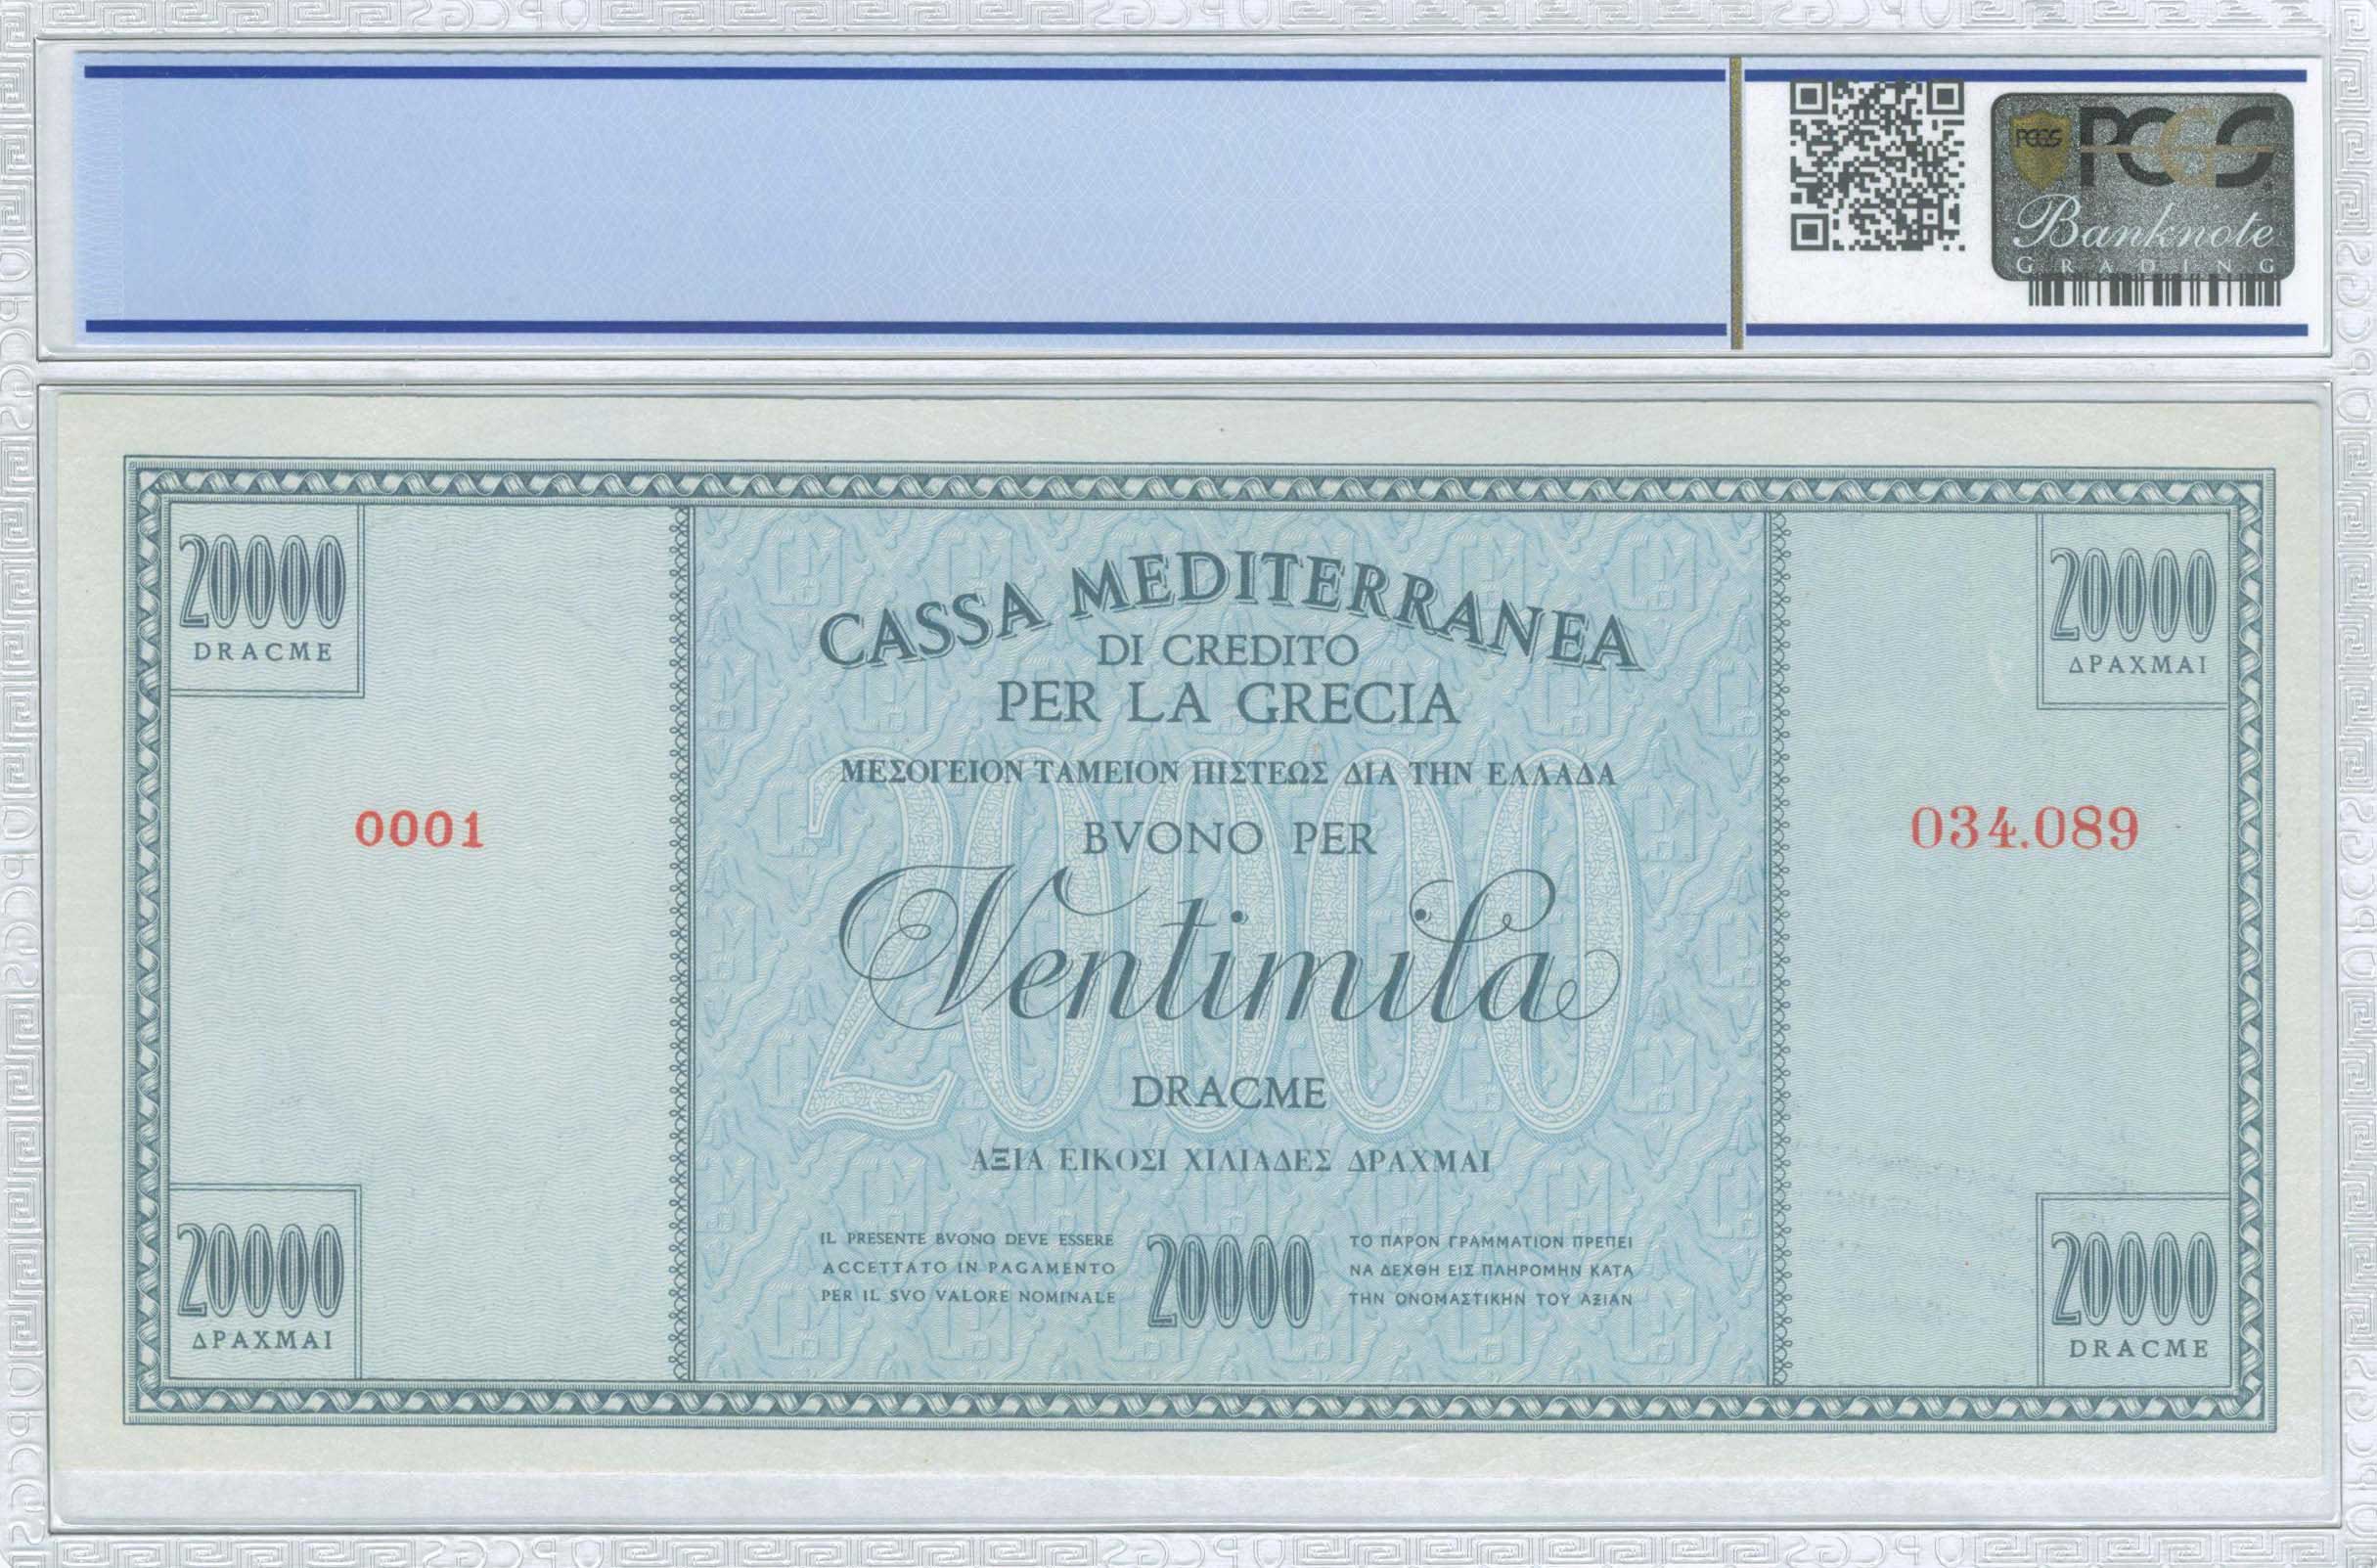 PCGS
PCGS
Banknote
GRADING
20000
DRACME
20000
ΔΡΑΧΜΑΙ
CASSA MEDITERRANEA
DI CREDITO
PER LA GRECIA
ΜΕΣΟΓΕΙΟΝ ΤΑΜΕΙΟΝ ΠΙΣΤΕΩΣ ΔΙΑ ΤΗΝ ΕΛΛΑΔΑ
0001
034.089
BVONO PER
20000
Ventimila
DRACME
ΑΞΙΑ ΕΙΚΟΣΙ ΧΙΛΙΑΔΕΣ ΔΡΑΧΜΑΙ
IL PRESENTE BVONO DEVE ESSERE
ACCETTATO IN PAGAMENTO
PER IL SVO VALORE NOMINALE
20000
ΤΟ ΠΑΡΟΝ ΓΡΑΜΜΑΤΙΟΝ ΠΡΕΠΕΙ
ΝΑ ΔΕΧΘΗ ΕΙΣ ΠΛΗΡΟΜΗΝ ΚΑΤΑ
ΤΗΝ ΟΝΟΜΑΣΤΙΚΗΝ ΤΟΥ ΑΞΙΑΝ
20000
ΔΡΑΧΜΑΙ
20000
DRACME